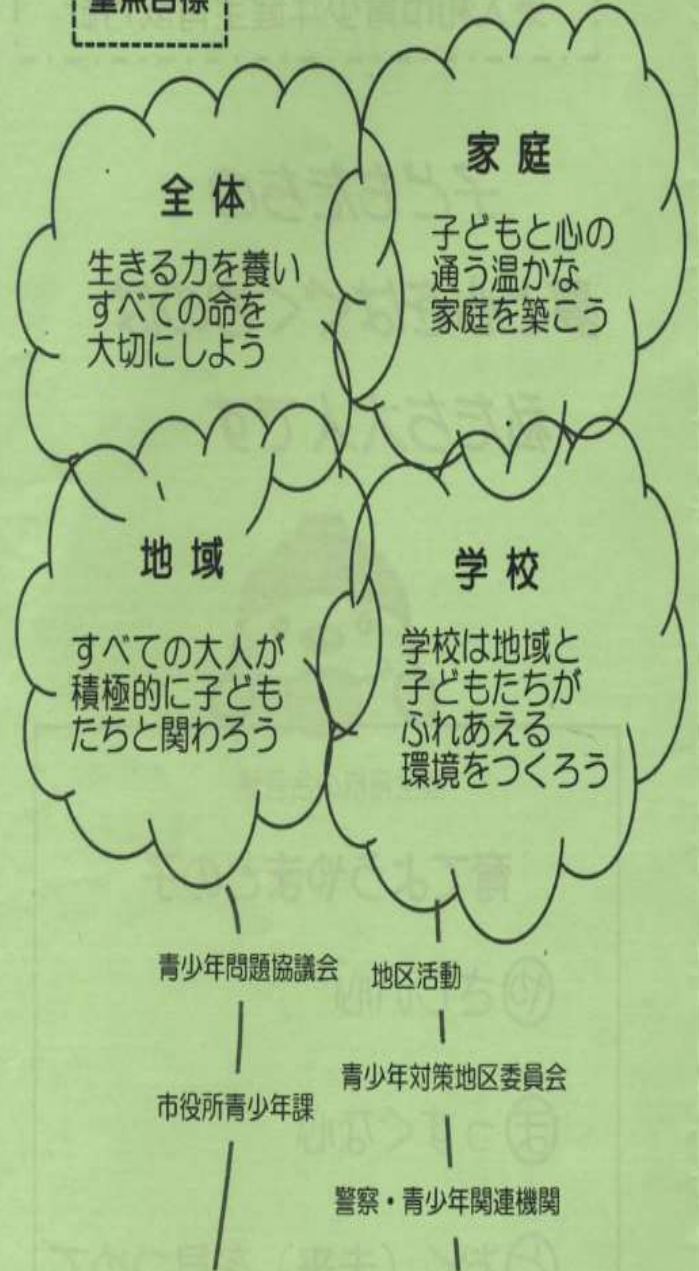 重点目標
全体
生きる力を養い
すべての命を
大切にしよう
家庭
子どもと心の
通う温かな
家庭を築こう
地域
すべての大人が
積極的に子ども
たちと関わろう
学校
学校は地域と
子どもたちが
ふれあえる
環境をつくろう
青少年問題協議会
地区活動
市役所青少年課
青少年対策地区委員会
警察・青少年関連機関